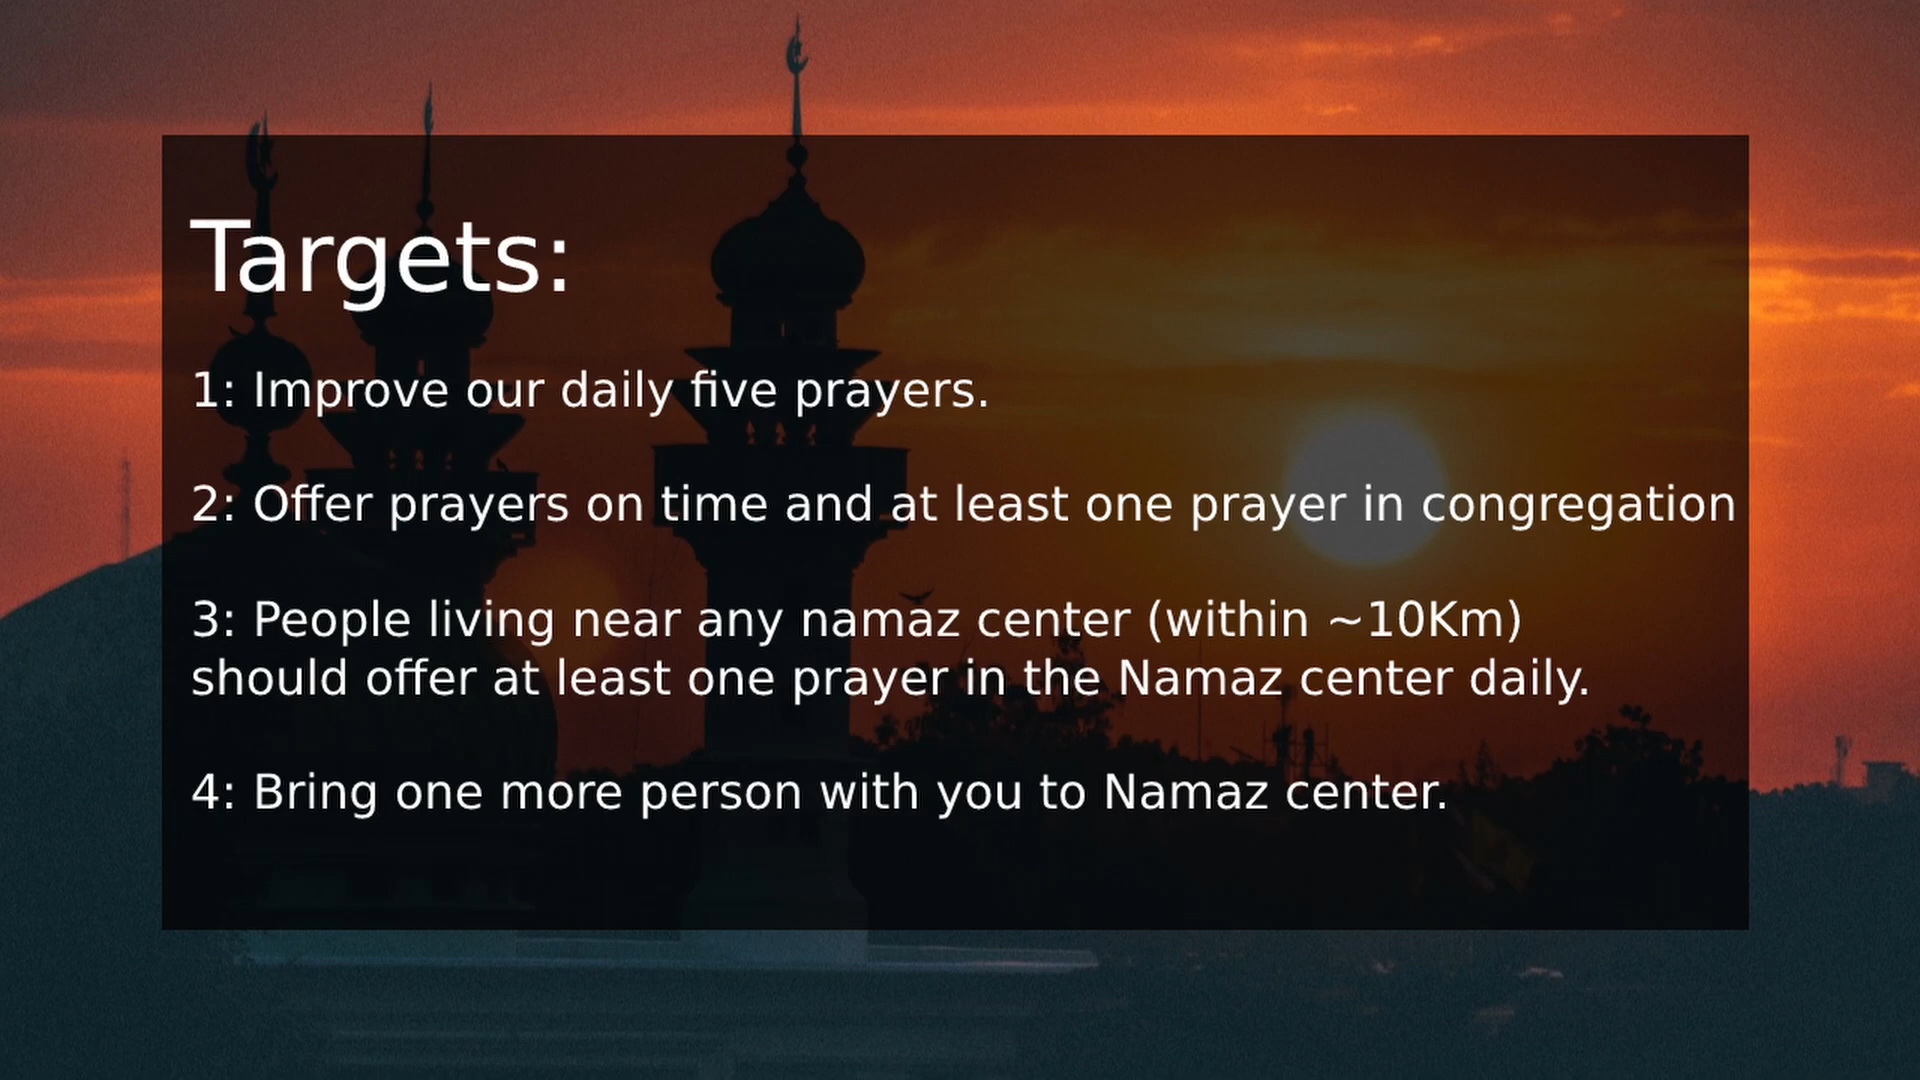 Targets:
1: Improve our daily five prayers.
2: Offer prayers on time and at least one prayer in congregation
3: People living near any namaz center (within ~10Km)
should offer at least one prayer in the Namaz center daily.
4: Bring one more person with you to Namaz center.